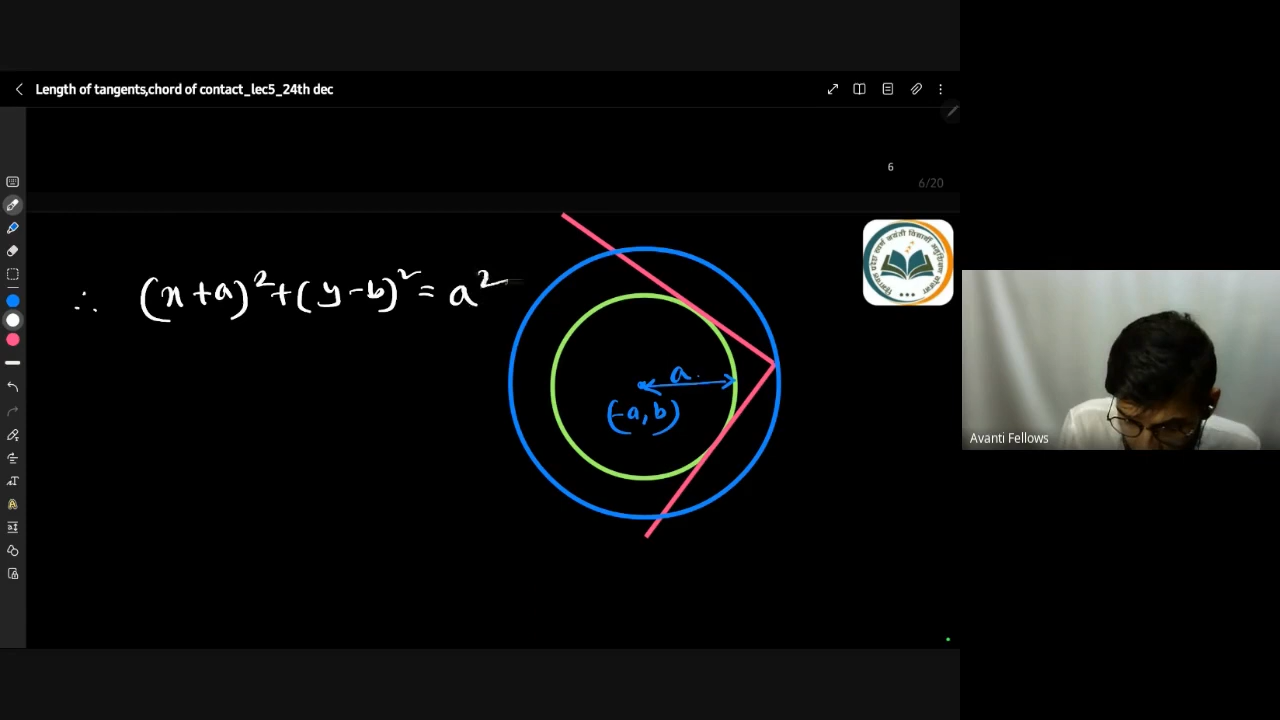 Length of tangents,chord of contact_lec5_24th dec
6
6/20
∴ (x+a)²+(y-b)² = a²
a.
(-a,b)
Avanti Fellows